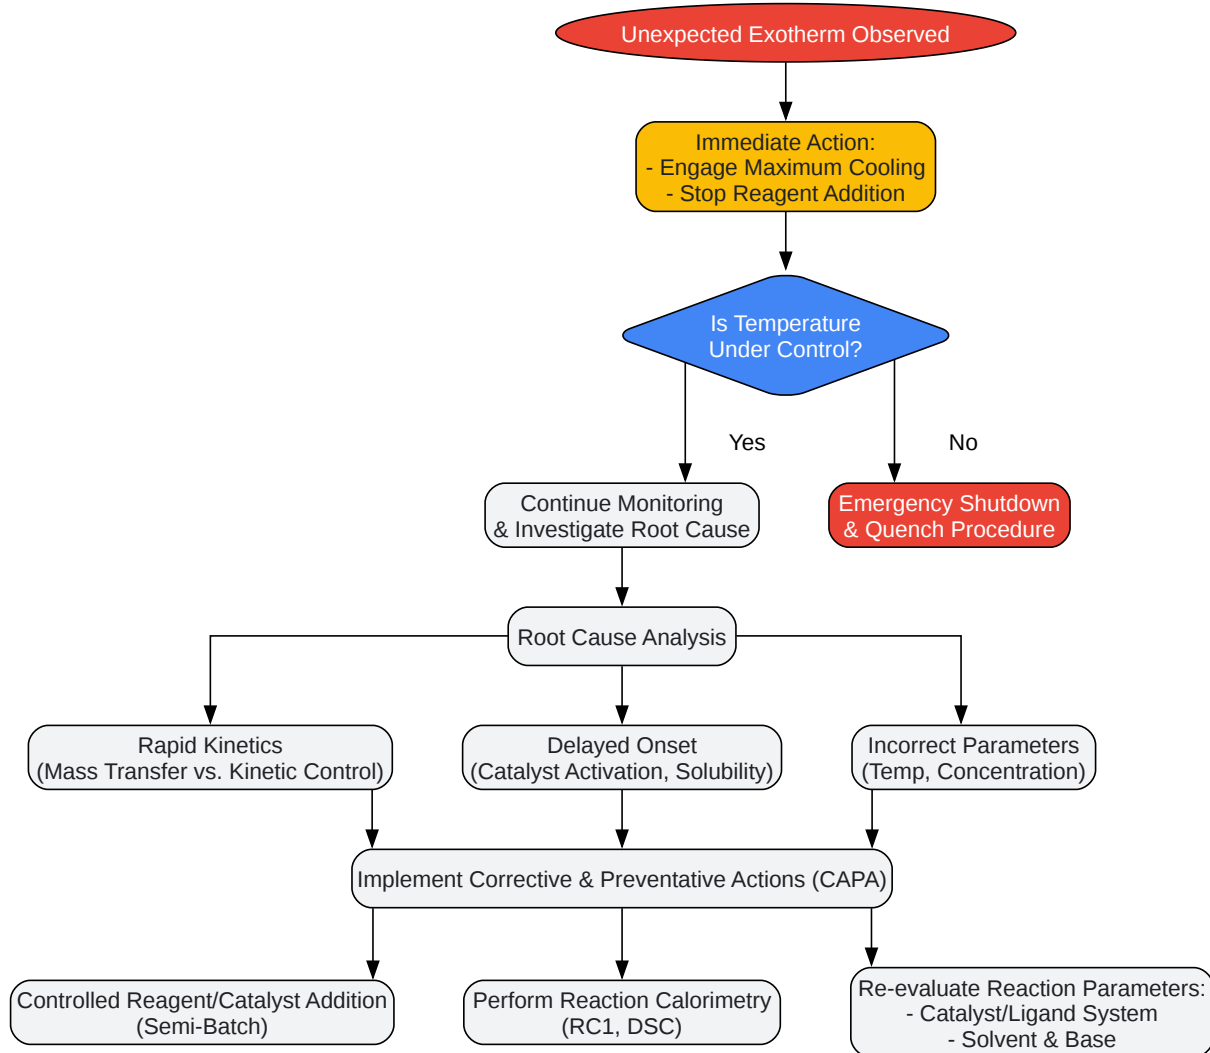 Unexpected Exotherm Observed
Immediate Action:
- Engage Maximum Cooling
- Stop Reagent Addition
Is Temperature
Under Control?
Yes
No
Continue Monitoring
& Investigate Root Cause
Emergency Shutdown
& Quench Procedure
Root Cause Analysis
Rapid Kinetics
(Mass Transfer vs. Kinetic Control)
Delayed Onset
(Catalyst Activation, Solubility)
Incorrect Parameters
(Temp, Concentration)
Implement Corrective & Preventative Actions (CAPA)
Controlled Reagent/Catalyst Addition
(Semi-Batch)
Perform Reaction Calorimetry
(RC1, DSC)
Re-evaluate Reaction Parameters:
- Catalyst/Ligand System
- Solvent & Base